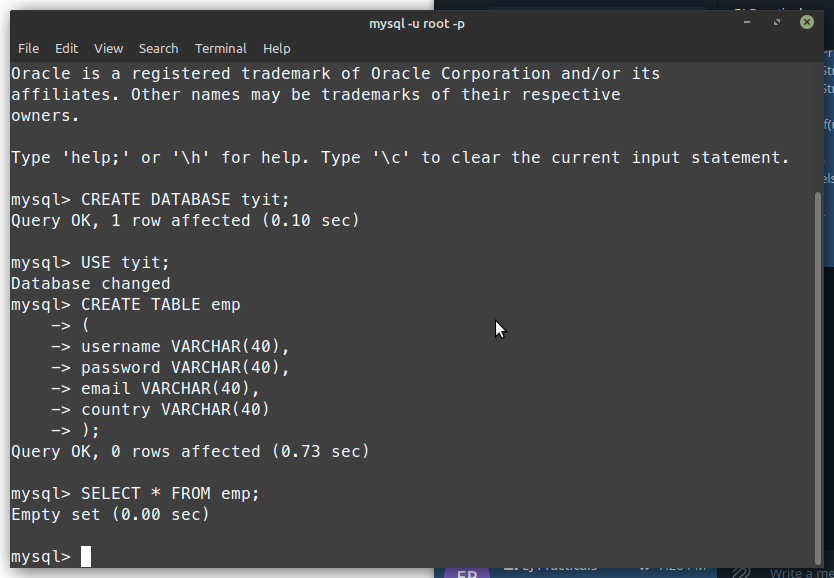 mysql -u root -p
File Edit View Search Terminal Help
Oracle is a registered trademark of Oracle Corporation and/or its
affiliates. Other names may be trademarks of their respective
owners.
Type 'help;' or '\h' for help. Type '\c' to clear the current input statement.
mysql> CREATE DATABASE tyit;
Query OK, 1 row affected (0.10 sec)
mysql> USE tyit;
Database changed
mysql> CREATE TABLE emp
    -> (
    -> username VARCHAR(40),
    -> password VARCHAR(40),
    -> email VARCHAR(40),
    -> country VARCHAR(40)
    -> );
Query OK, 0 rows affected (0.73 sec)
mysql> SELECT * FROM emp;
Empty set (0.00 sec)
mysql>
Write a me